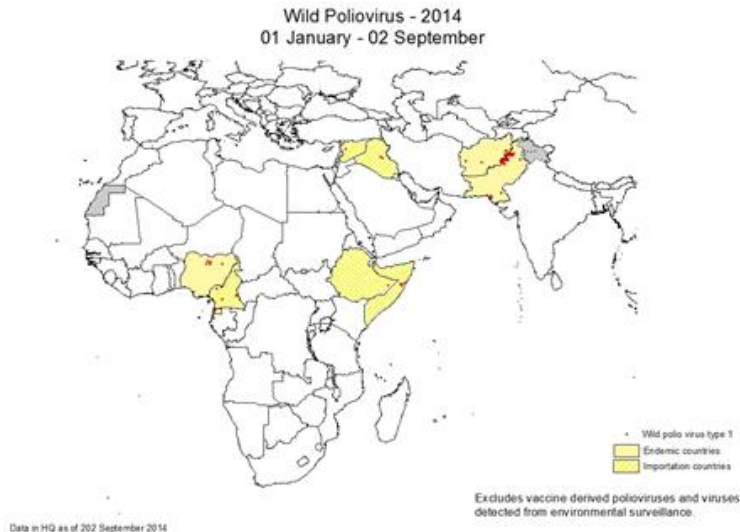 Wild Poliovirus - 2014
01 January - 02 September
Wild polio virus type 1
Endemic countries
Importation countries
Excludes vaccine derived polioviruses and viruses
detected from environmental surveillance.
Data in HQ as of 202 September 2014